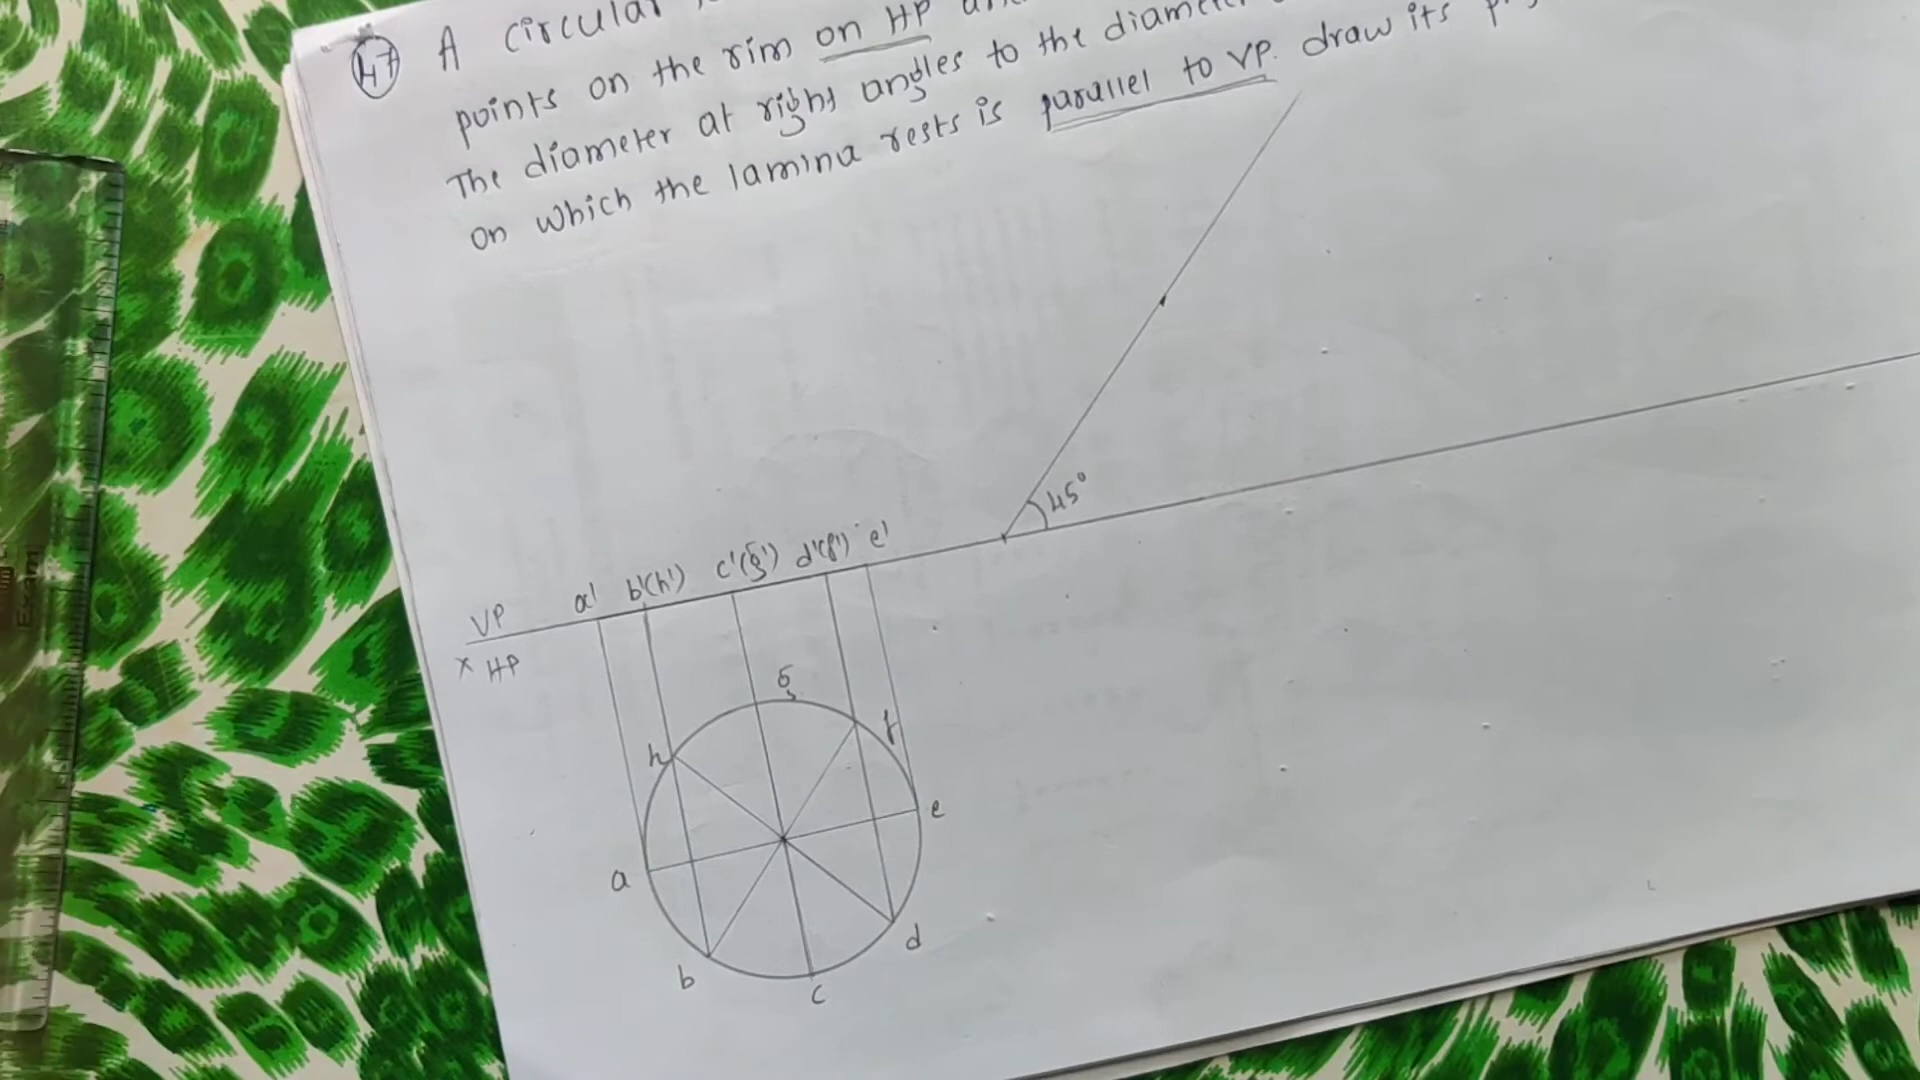 47 A circular
points on the rim on HP
The diameter at right angles to the diameter
on which the lamina rests is parallel to VP. draw its
45°
a' b'(h') c'(g') d'(f') e'
VP
X HP
g
h f
e
a
d
b
c